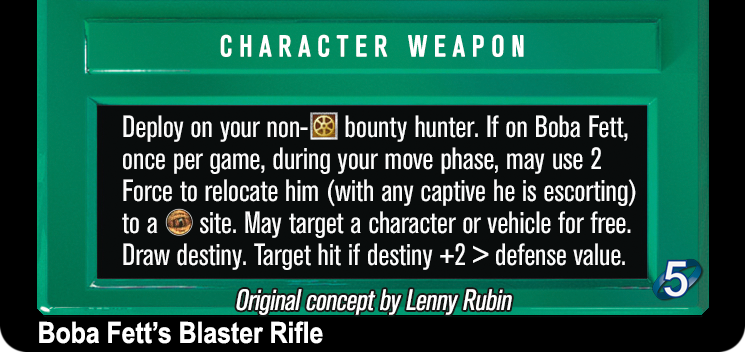 CHARACTER WEAPON
Deploy on your non- bounty hunter. If on Boba Fett,
once per game, during your move phase, may use 2
Force to relocate him (with any captive he is escorting)
to a site. May target a character or vehicle for free.
Draw destiny. Target hit if destiny +2 > defense value.
5
Original concept by Lenny Rubin
Boba Fett’s Blaster Rifle